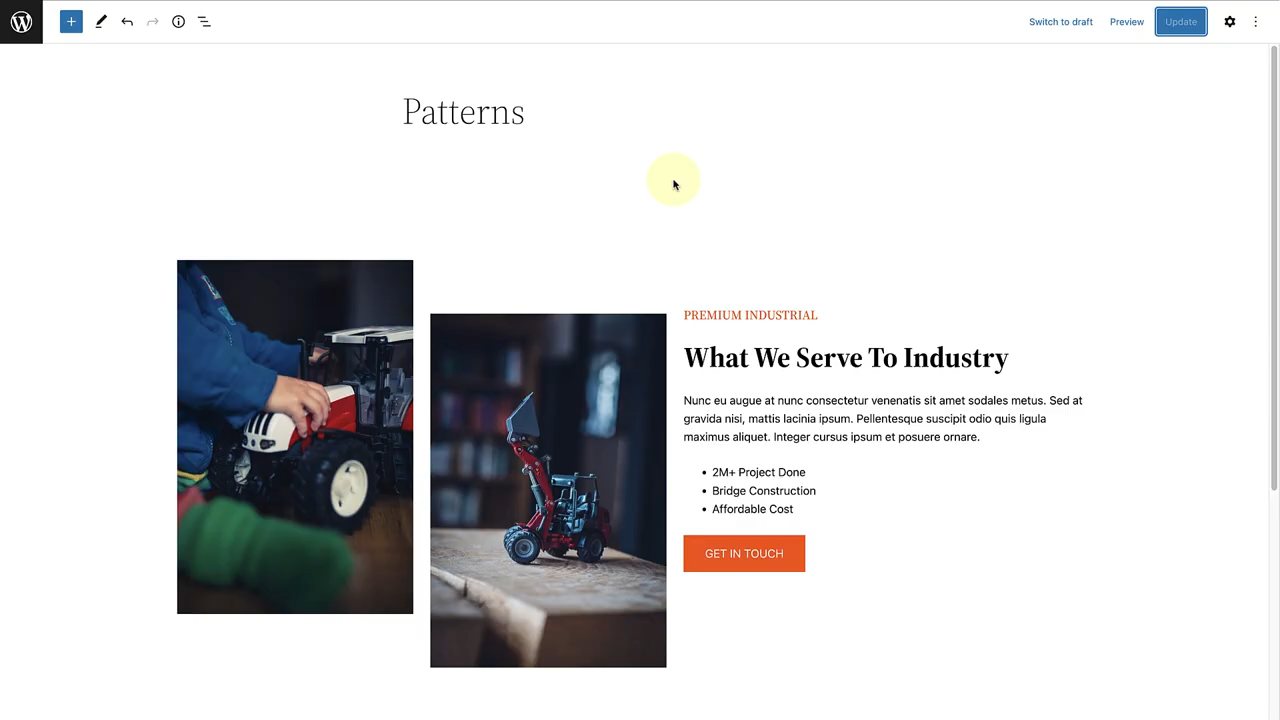 Switch to draft
Preview
Update
Patterns
PREMIUM INDUSTRIAL
What We Serve To Industry
Nunc eu augue at nunc consectetur venenatis sit amet sodales metus. Sed at
gravida nisi, mattis lacinia ipsum. Pellentesque suscipit odio quis ligula
maximus aliquet. Integer cursus ipsum et posuere ornare.
• 2M+ Project Done
• Bridge Construction
• Affordable Cost
GET IN TOUCH